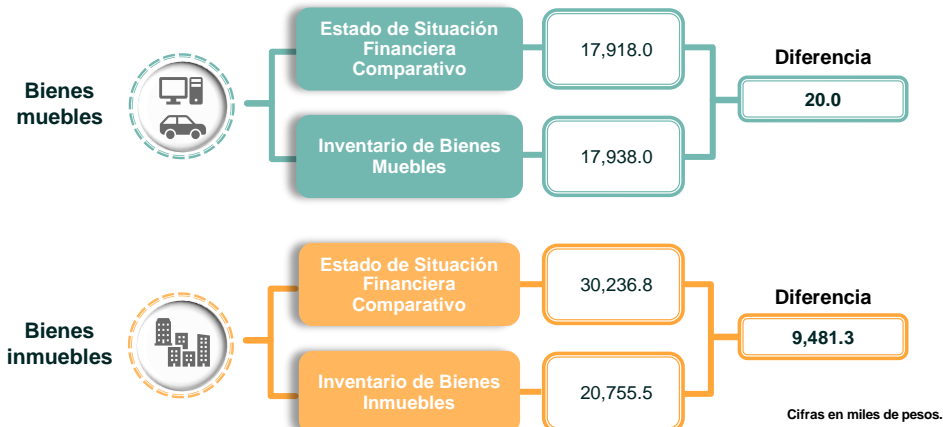 Bienes
muebles
Estado de Situación
Financiera
Comparativo
17,918.0
Inventario de Bienes
Muebles
17,938.0
Diferencia
20.0
Bienes
inmuebles
Estado de Situación
Financiera
Comparativo
30,236.8
Inventario de Bienes
Inmuebles
20,755.5
Diferencia
9,481.3
Cifras en miles de pesos.